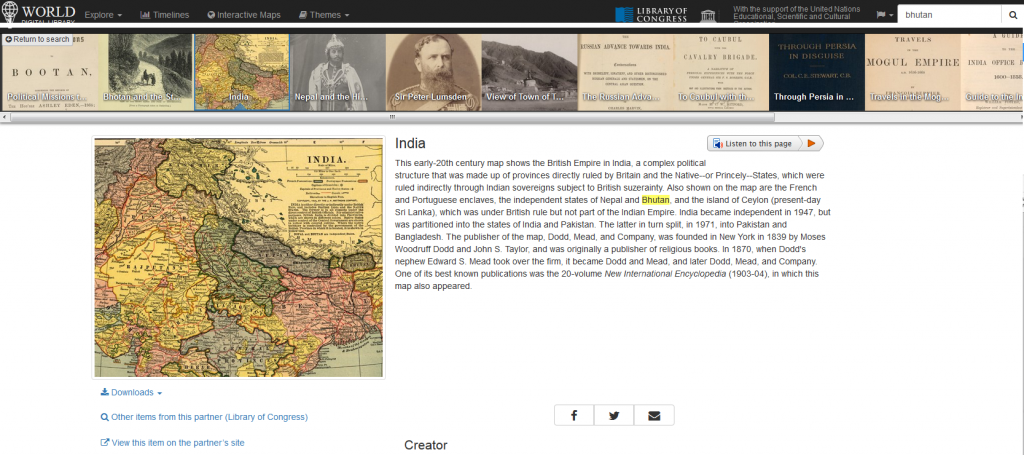 WORLD
DIGITAL LIBRARY
Explore
Timelines
Interactive Maps
Themes
LIBRARY OF
CONGRESS
With the support of the United Nations
Educational, Scientific and Cultural
bhutan
Return to search
BOOTAN,
Political Missions t...
Bhotan and the St...
India
Nepal and the Hi...
Sir Peter Lumsden
View of Town of T...
RUSSIAN ADVANCE TOWARDS INDIA.
The Russian Adva...
TO CAUBUL
WITH THE
CAVALRY BRIGADE.
To Caubul with th...
THROUGH PERSIA
IN DISGUISE
COL. C.E. STEWART C.B.
Through Persia in ...
TRAVELS
IN THE
MOGUL EMPIRE
Travels in the Mog...
A GUIDE
INDIA OFFICE
Guide to the In
INDIA.
RAJPUTANA
India
Listen to this page
This early-20th century map shows the British Empire in India, a complex political
structure that was made up of provinces directly ruled by Britain and the Native--or Princely--States, which were
ruled indirectly through Indian sovereigns subject to British suzerainty. Also shown on the map are the French
and Portuguese enclaves, the independent states of Nepal and Bhutan, and the island of Ceylon (present-day
Sri Lanka), which was under British rule but not part of the Indian Empire. India became independent in 1947, but
was partitioned into the states of India and Pakistan. The latter in turn split, in 1971, into Pakistan and
Bangladesh. The publisher of the map, Dodd, Mead, and Company, was founded in New York in 1839 by Moses
Woodruff Dodd and John S. Taylor, and was originally a publisher of religious books. In 1870, when Dodd's
nephew Edward S. Mead took over the firm, it became Dodd and Mead, and later Dodd, Mead, and Company.
One of its best known publications was the 20-volume New International Encyclopedia (1903-04), in which this
map also appeared.
Downloads
Other items from this partner (Library of Congress)
View this item on the partner's site
Creator